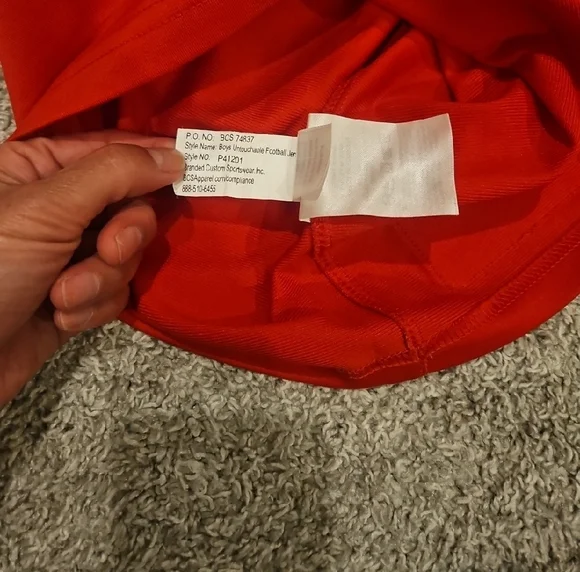 P.O. NO: BCS 74837
Style Name: Boys Untouchable Football Jer
Style NO: P41201
Branded Custom Sportswear, Inc.
BCSApparel.com/compliance
888-510-6455